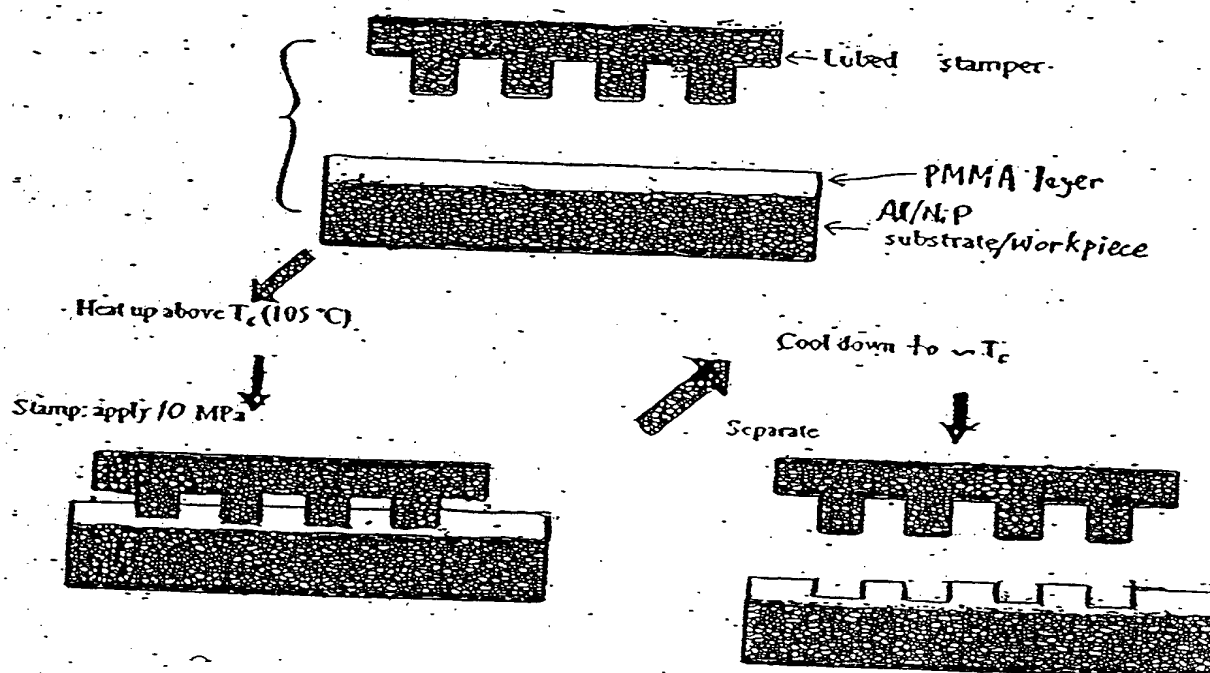 Lubed stamper
PMMA layer
Al/NiP
substrate/workpiece
Heat up above Tc (105 °C)
Stamp: apply 10 MPa
Cool down to ~ Tc
Separate